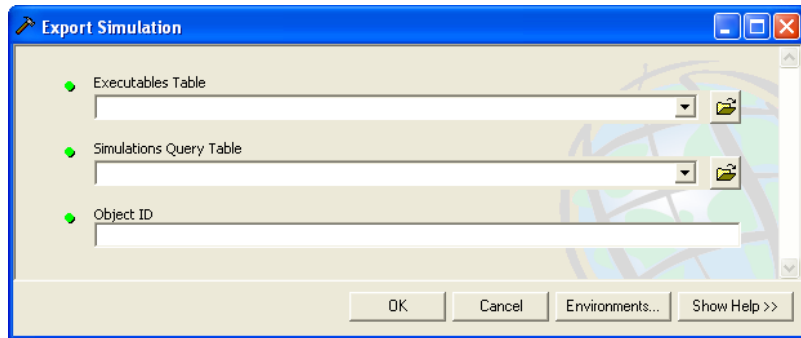 Export Simulation
Executables Table
Simulations Query Table
Object ID
OK Cancel Environments... Show Help >>